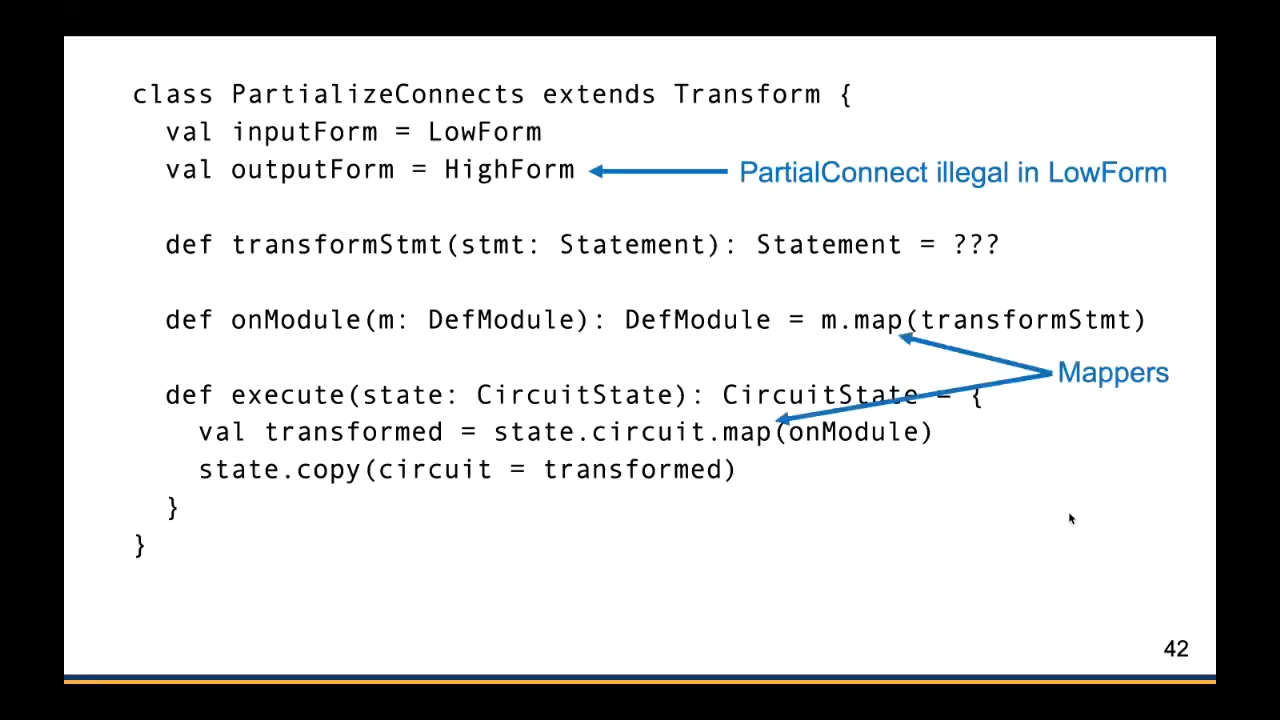 class PartializeConnects extends Transform {
val inputForm = LowForm
val outputForm = HighForm
PartialConnect illegal in LowForm
def transformStmt(stmt: Statement): Statement = ???
def onModule(m: DefModule): DefModule = m.map(transformStmt)
Mappers
def execute(state: CircuitState): CircuitState = {
val transformed = state.circuit.map(onModule)
state.copy(circuit = transformed)
}
}
42